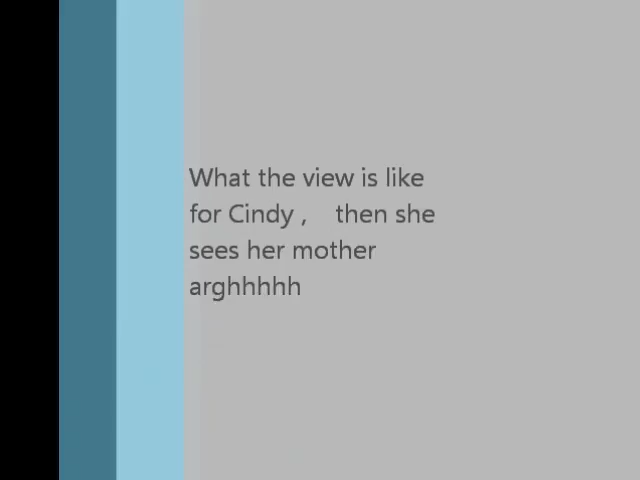 What the view is like
for Cindy ,    then she
sees her mother
arghhhhh